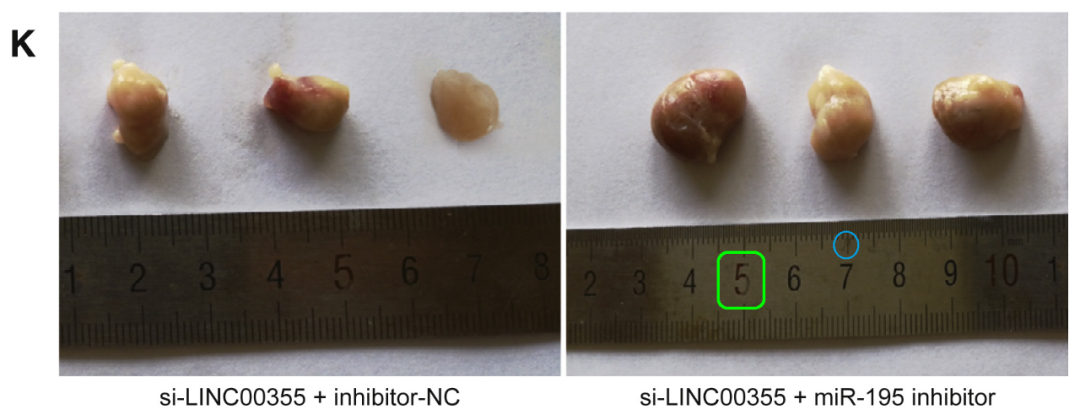 K
1 2 3 4 5 6 7 8
2 3 4 5 6 7 8 9 10 1
si-LINC00355 + inhibitor-NC
si-LINC00355 + miR-195 inhibitor